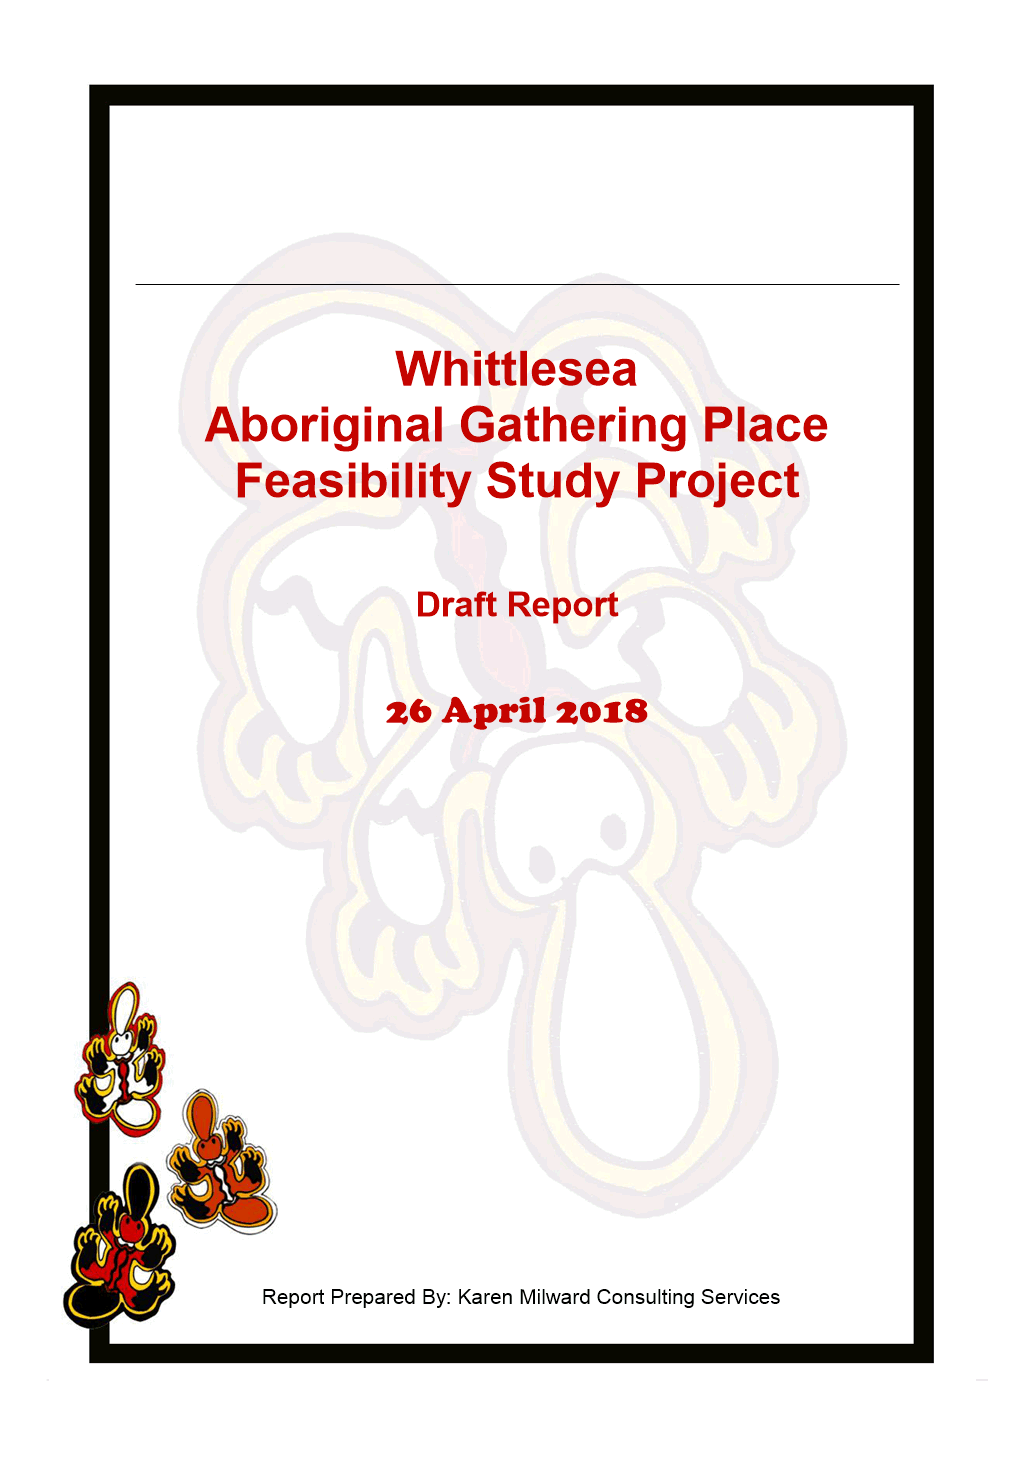 Whittlesea
Aboriginal Gathering Place
Feasibility Study Project
Draft Report
26 April 2018
Report Prepared By: Karen Milward Consulting Services